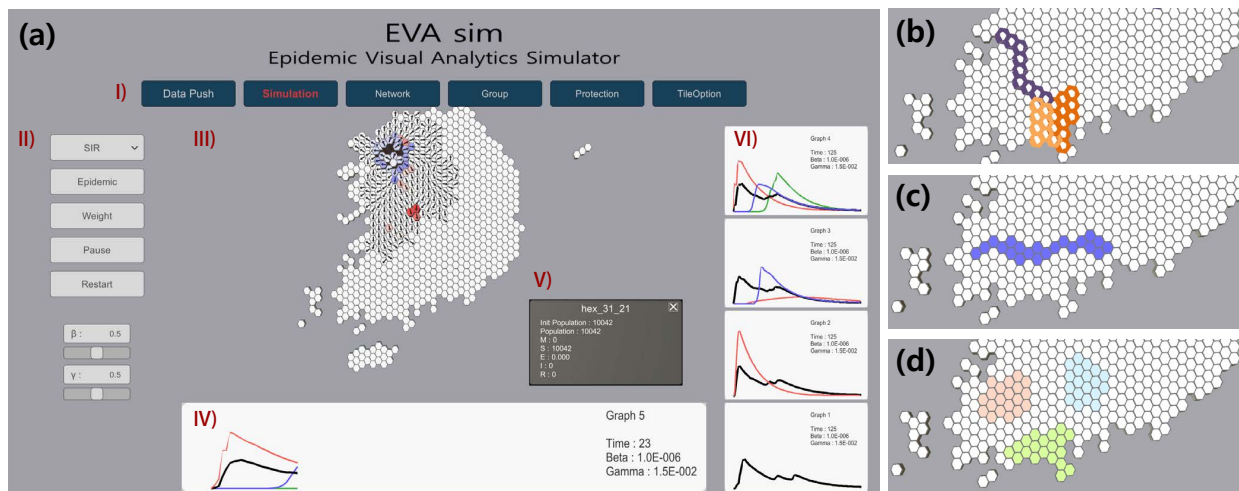 (a)
EVA sim
Epidemic Visual Analytics Simulator
I)
Data Push
Simulation
Network
Group
Protection
TileOption
II)
SIR
Epidemic
Weight
Pause
Restart
β : 0.5
γ : 0.5
III)
IV)
Graph 5
Time : 23
Beta : 1.0E-006
Gamma : 1.5E-002
V)
hex_31_21
Init Population : 10042
Population : 10042
M : 0
S : 10042
E : 0.000
I : 0
R : 0
VI)
Graph 4
Time : 125
Beta : 1.0E-006
Gamma : 1.5E-002
Graph 3
Time : 125
Beta : 1.0E-006
Gamma : 1.5E-002
Graph 2
Time : 125
Beta : 1.0E-006
Gamma : 1.5E-002
Graph 1
Time : 125
Beta : 1.0E-006
Gamma : 1.5E-002
(b)
(c)
(d)